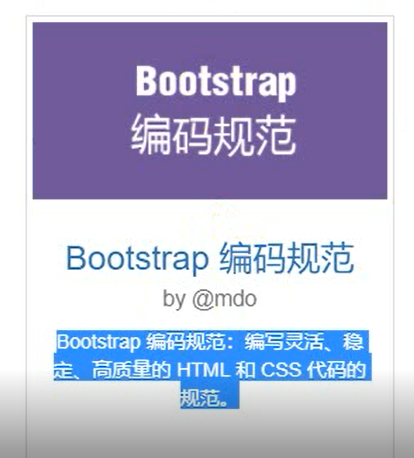 Bootstrap
编码规范
Bootstrap 编码规范
by @mdo
Bootstrap 编码规范：编写灵活、稳
定、高质量的 HTML 和 CSS 代码的
规范。